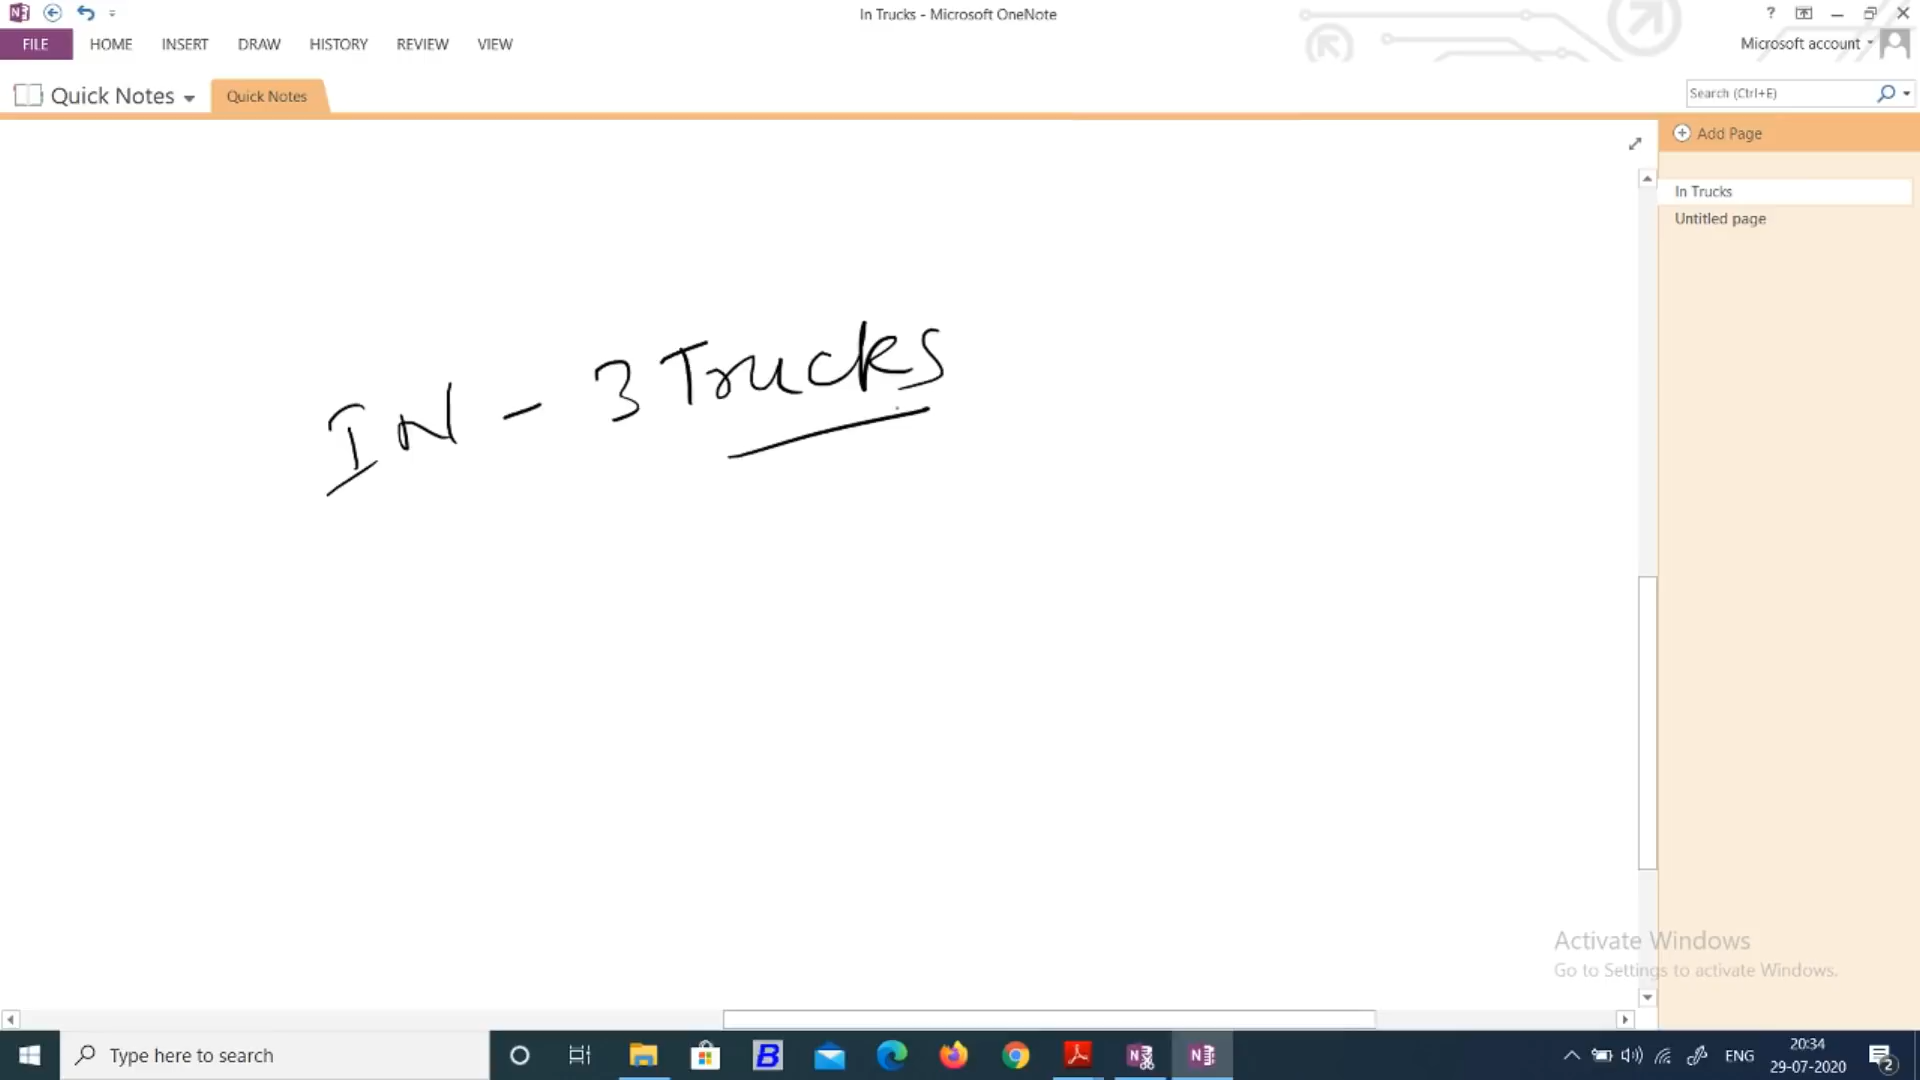 In Trucks - Microsoft OneNote
?
FILE HOME INSERT DRAW HISTORY REVIEW VIEW
Microsoft account
Quick Notes
Quick Notes
Search (Ctrl+E)
Add Page
In Trucks
Untitled page
IN - 3 Trucks
Activate Windows
Go to Settings to activate Windows.
Type here to search
B
ENG
20:34
29-07-2020
2